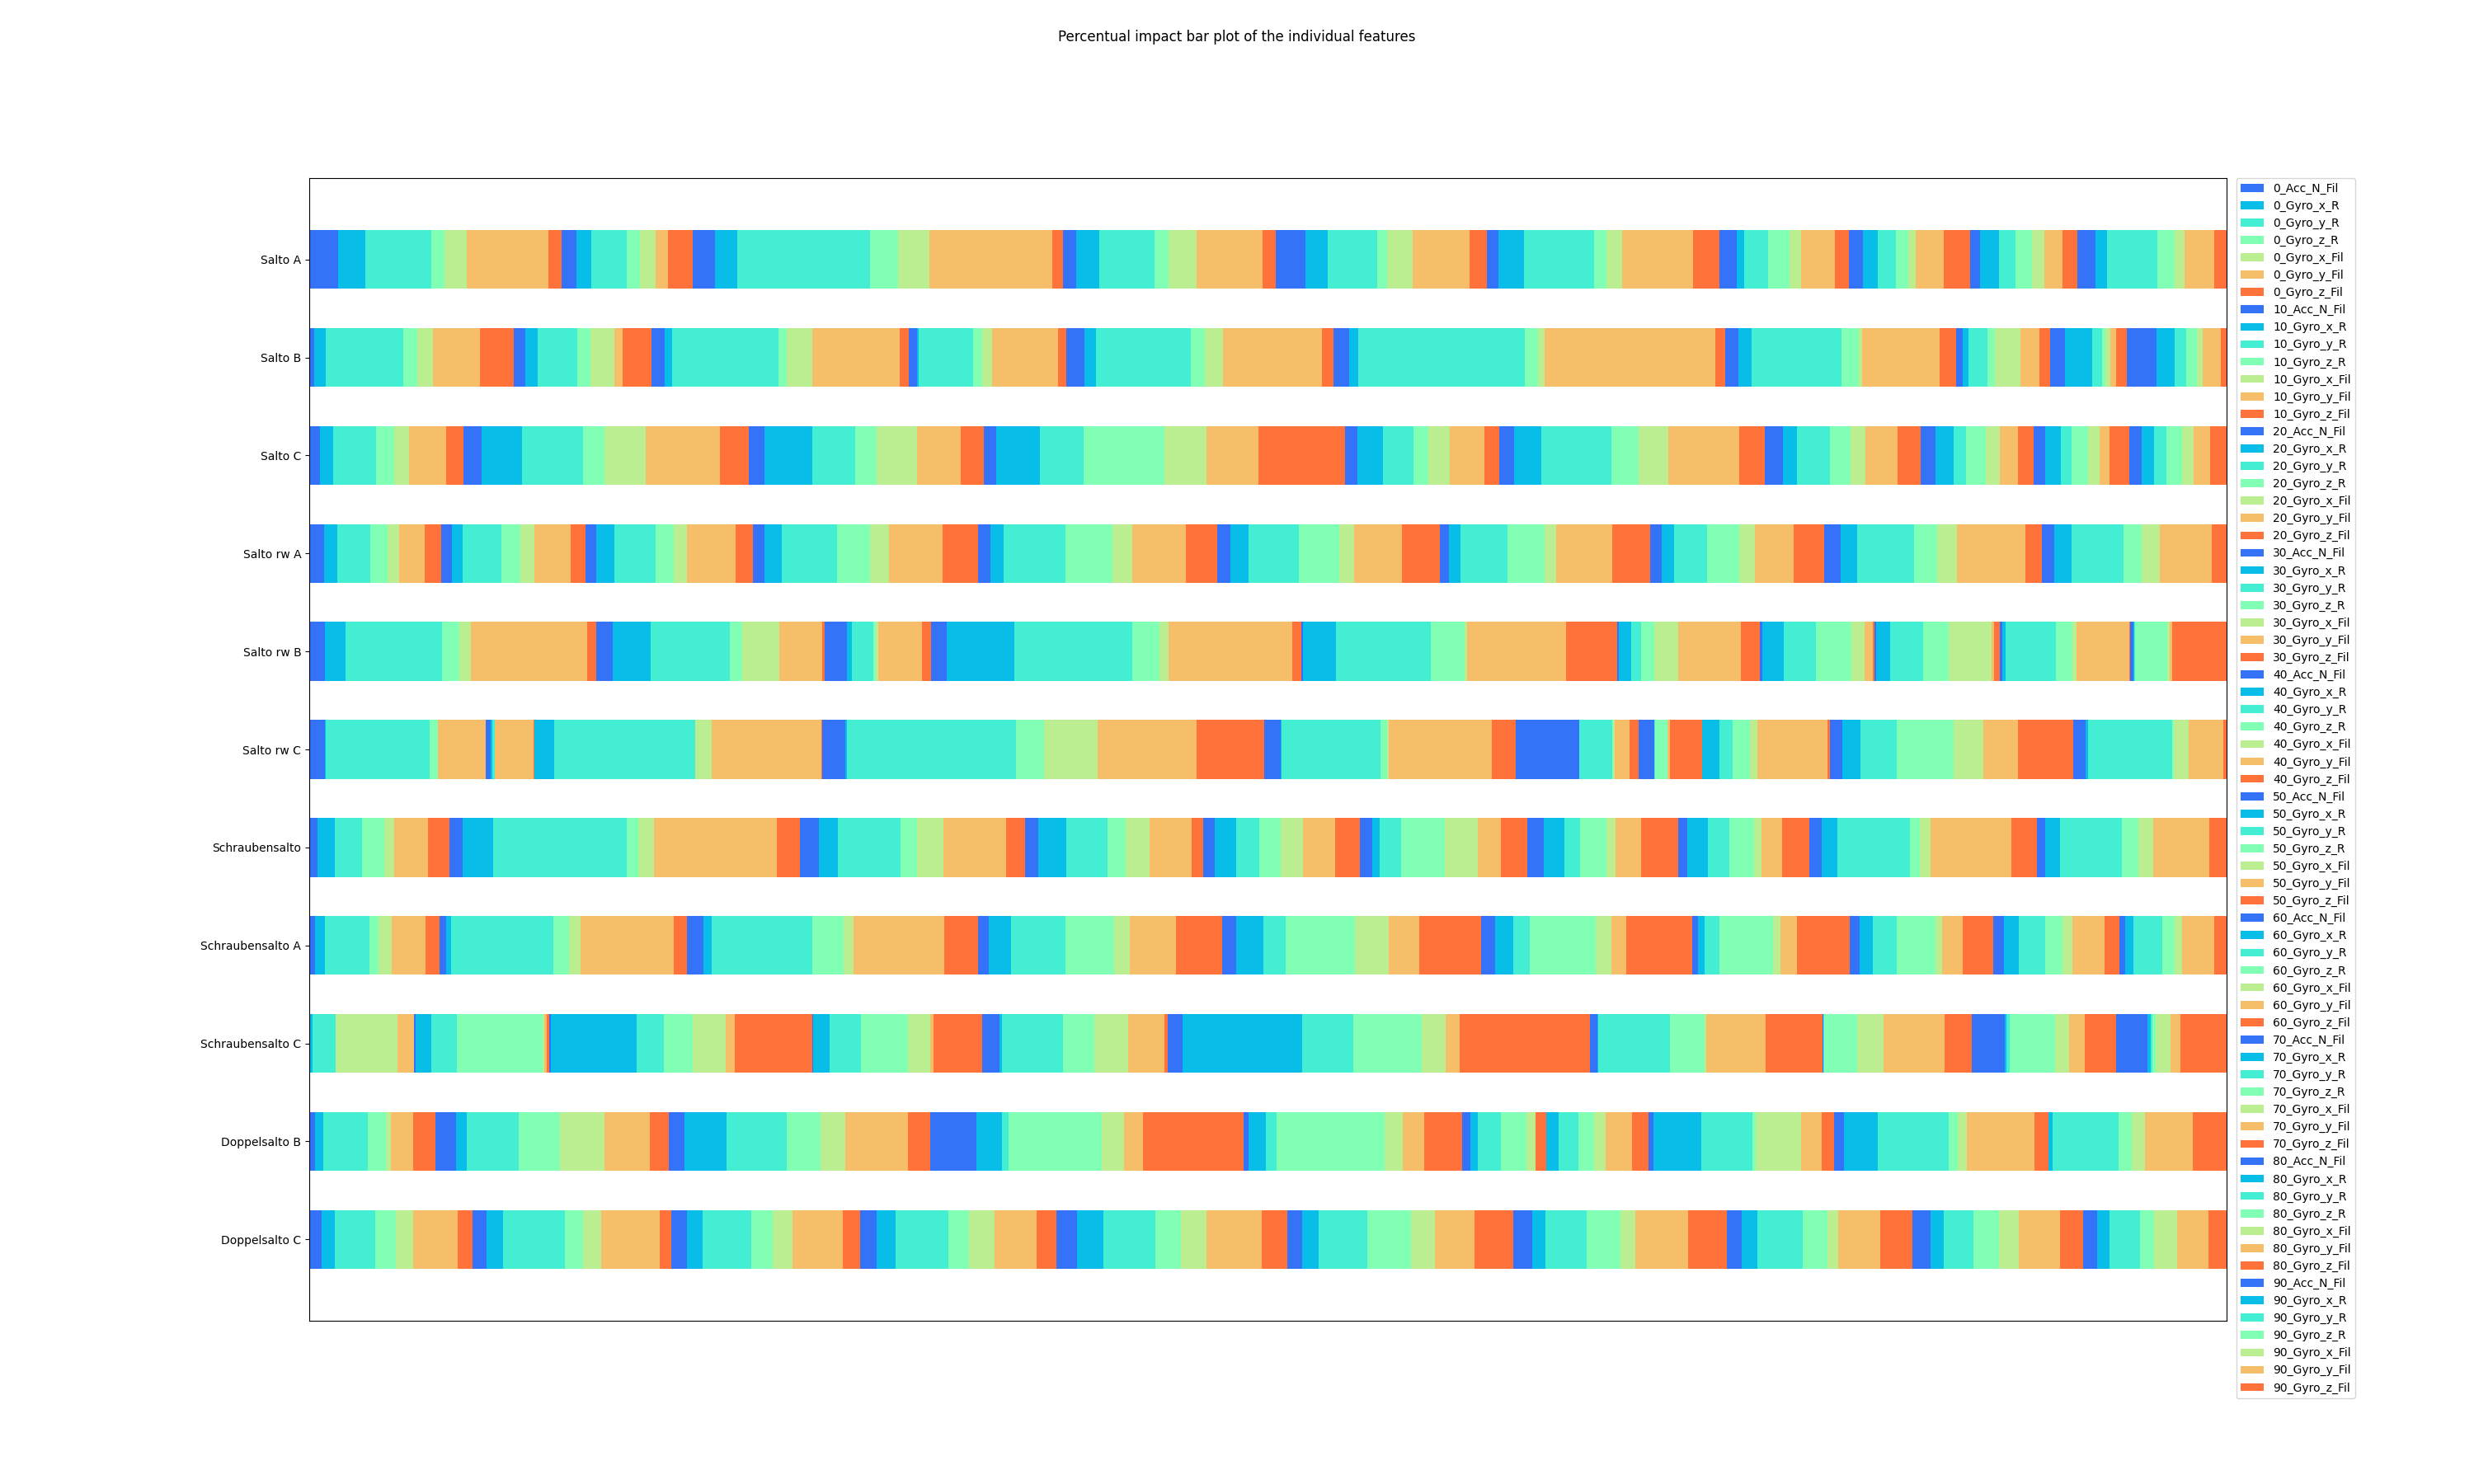 Percentual impact bar plot of the individual features
Salto A
Salto B
Salto C
Salto rw A
Salto rw B
Salto rw C
Schraubensalto
Schraubensalto A
Schraubensalto C
Doppelsalto B
Doppelsalto C
0_Acc_N_Fil
0_Gyro_x_R
0_Gyro_y_R
0_Gyro_z_R
0_Gyro_x_Fil
0_Gyro_y_Fil
0_Gyro_z_Fil
10_Acc_N_Fil
10_Gyro_x_R
10_Gyro_y_R
10_Gyro_z_R
10_Gyro_x_Fil
10_Gyro_y_Fil
10_Gyro_z_Fil
20_Acc_N_Fil
20_Gyro_x_R
20_Gyro_y_R
20_Gyro_z_R
20_Gyro_x_Fil
20_Gyro_y_Fil
20_Gyro_z_Fil
30_Acc_N_Fil
30_Gyro_x_R
30_Gyro_y_R
30_Gyro_z_R
30_Gyro_x_Fil
30_Gyro_y_Fil
30_Gyro_z_Fil
40_Acc_N_Fil
40_Gyro_x_R
40_Gyro_y_R
40_Gyro_z_R
40_Gyro_x_Fil
40_Gyro_y_Fil
40_Gyro_z_Fil
50_Acc_N_Fil
50_Gyro_x_R
50_Gyro_y_R
50_Gyro_z_R
50_Gyro_x_Fil
50_Gyro_y_Fil
50_Gyro_z_Fil
60_Acc_N_Fil
60_Gyro_x_R
60_Gyro_y_R
60_Gyro_z_R
60_Gyro_x_Fil
60_Gyro_y_Fil
60_Gyro_z_Fil
70_Acc_N_Fil
70_Gyro_x_R
70_Gyro_y_R
70_Gyro_z_R
70_Gyro_x_Fil
70_Gyro_y_Fil
70_Gyro_z_Fil
80_Acc_N_Fil
80_Gyro_x_R
80_Gyro_y_R
80_Gyro_z_R
80_Gyro_x_Fil
80_Gyro_y_Fil
80_Gyro_z_Fil
90_Acc_N_Fil
90_Gyro_x_R
90_Gyro_y_R
90_Gyro_z_R
90_Gyro_x_Fil
90_Gyro_y_Fil
90_Gyro_z_Fil